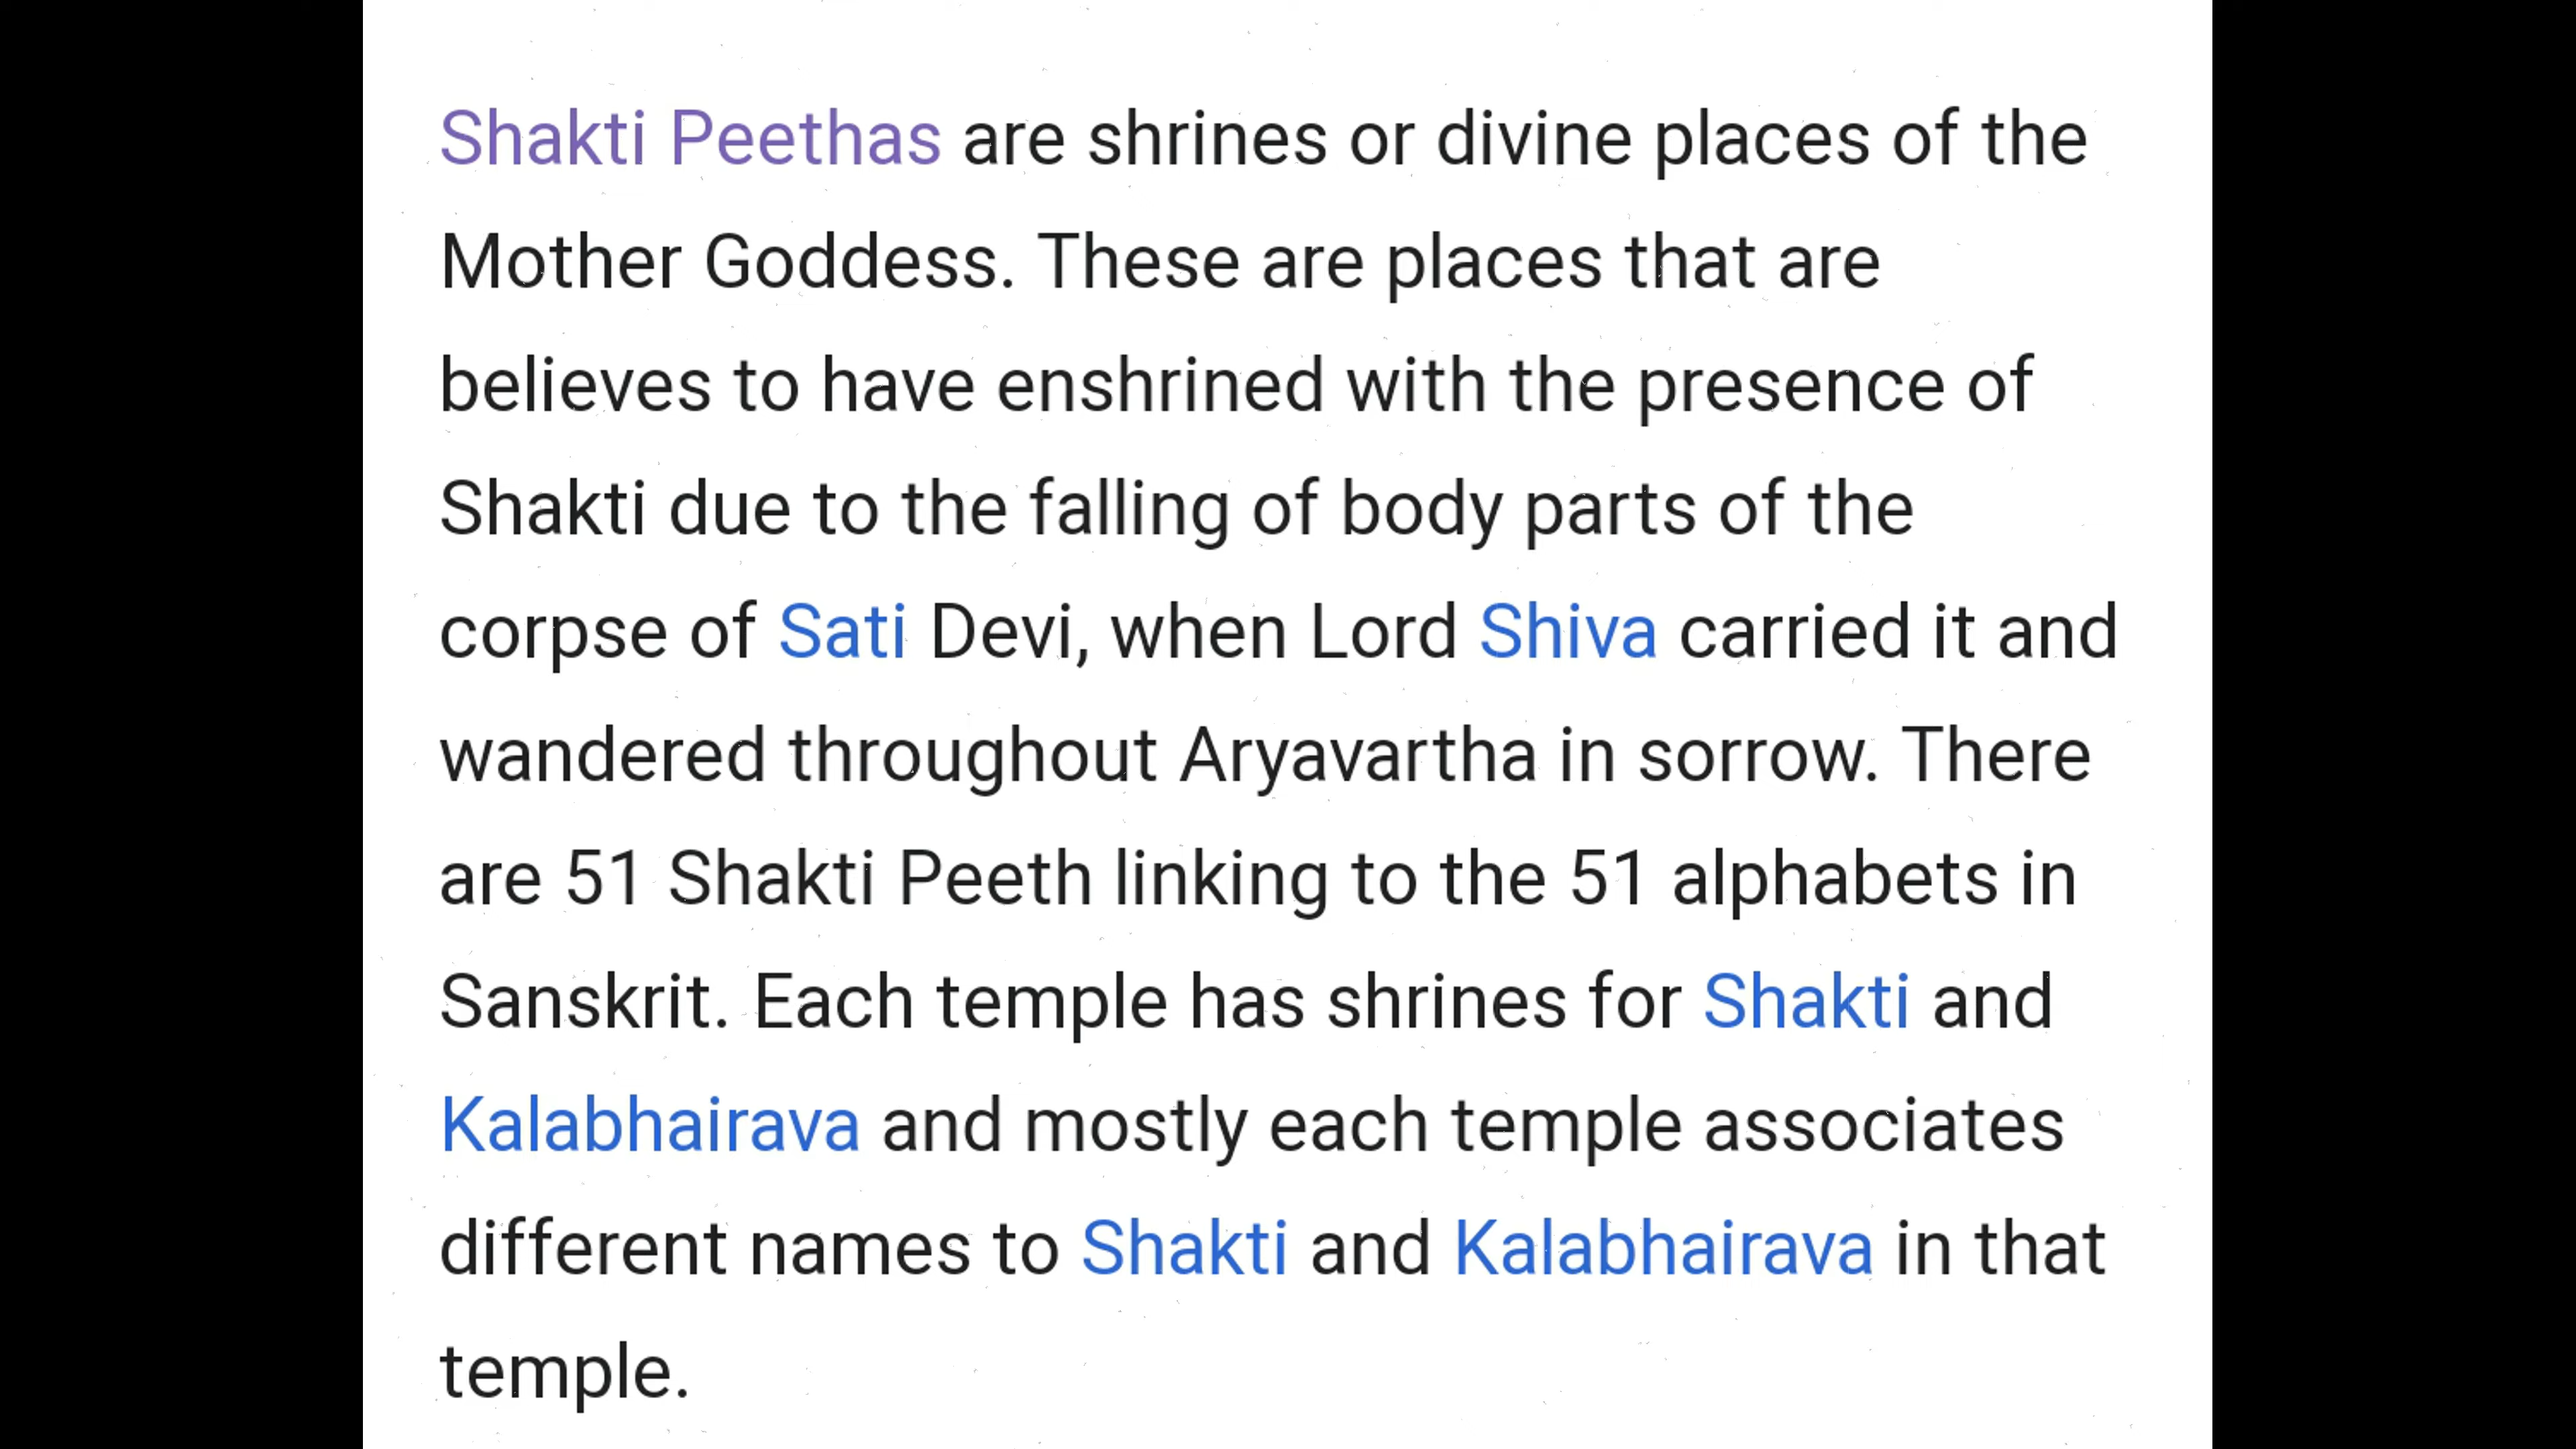 Shakti Peethas are shrines or divine places of the
Mother Goddess. These are places that are
believes to have enshrined with the presence of
Shakti due to the falling of body parts of the
corpse of Sati Devi, when Lord Shiva carried it and
wandered throughout Aryavartha in sorrow. There
are 51 Shakti Peeth linking to the 51 alphabets in
Sanskrit. Each temple has shrines for Shakti and
Kalabhairava and mostly each temple associates
different names to Shakti and Kalabhairava in that
temple.